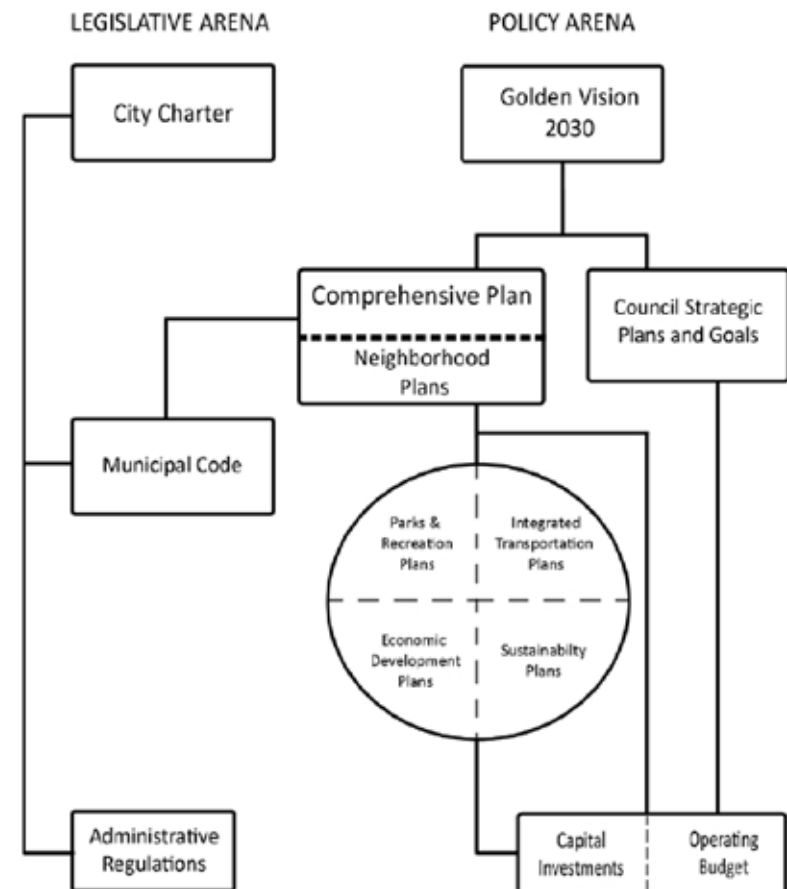 LEGISLATIVE ARENA
POLICY ARENA
City Charter
Golden Vision
2030
Comprehensive Plan
Neighborhood
Plans
Council Strategic
Plans and Goals
Municipal Code
Parks &
Recreation
Plans
Integrated
Transportation
Plans
Economic
Development
Plans
Sustainabilty
Plans
Administrative
Regulations
Capital
Investments
Operating
Budget